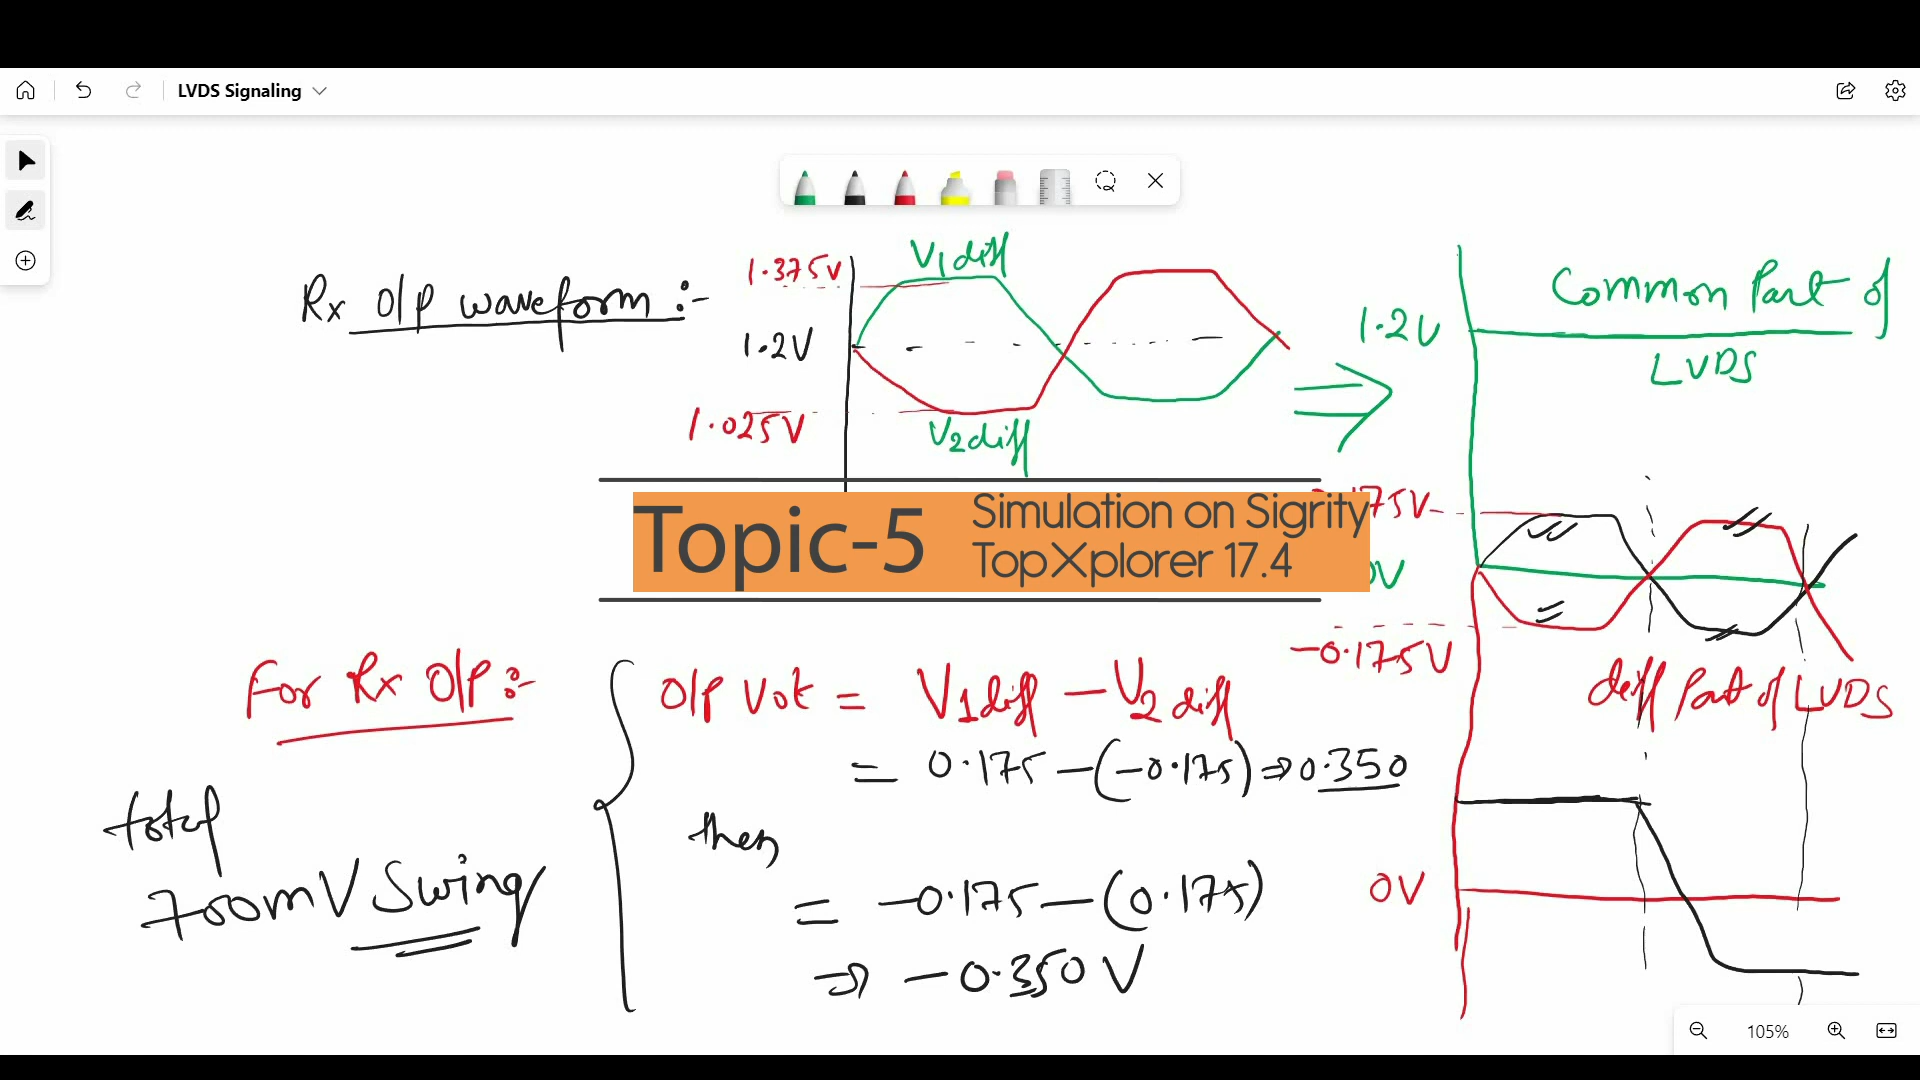 LVDS Signaling
Rx O/P waveform :-
1.375V
V1diff
1.2V
1.025V
V2diff
Common Part of
1.2V
LVDS
Topic-5
Simulation on Sigrity
TopXplorer 17.4
75V
0V
-0.175V
diff Part of LVDS
For Rx O/P :-
O/P Volt = V1diff - V2diff
= 0.175 - (-0.175) ⇒ 0.350
then
= -0.175 - (0.175)
⇒ -0.350 V
total
700mV Swing
0V
105%